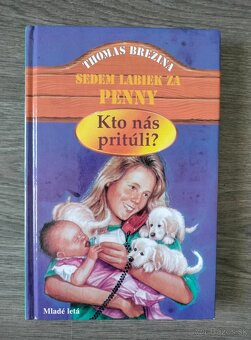 THOMAS BREZINA
SEDEM LABIEK ZA
PENNY
Kto nás
pritúli?
Mladé letá